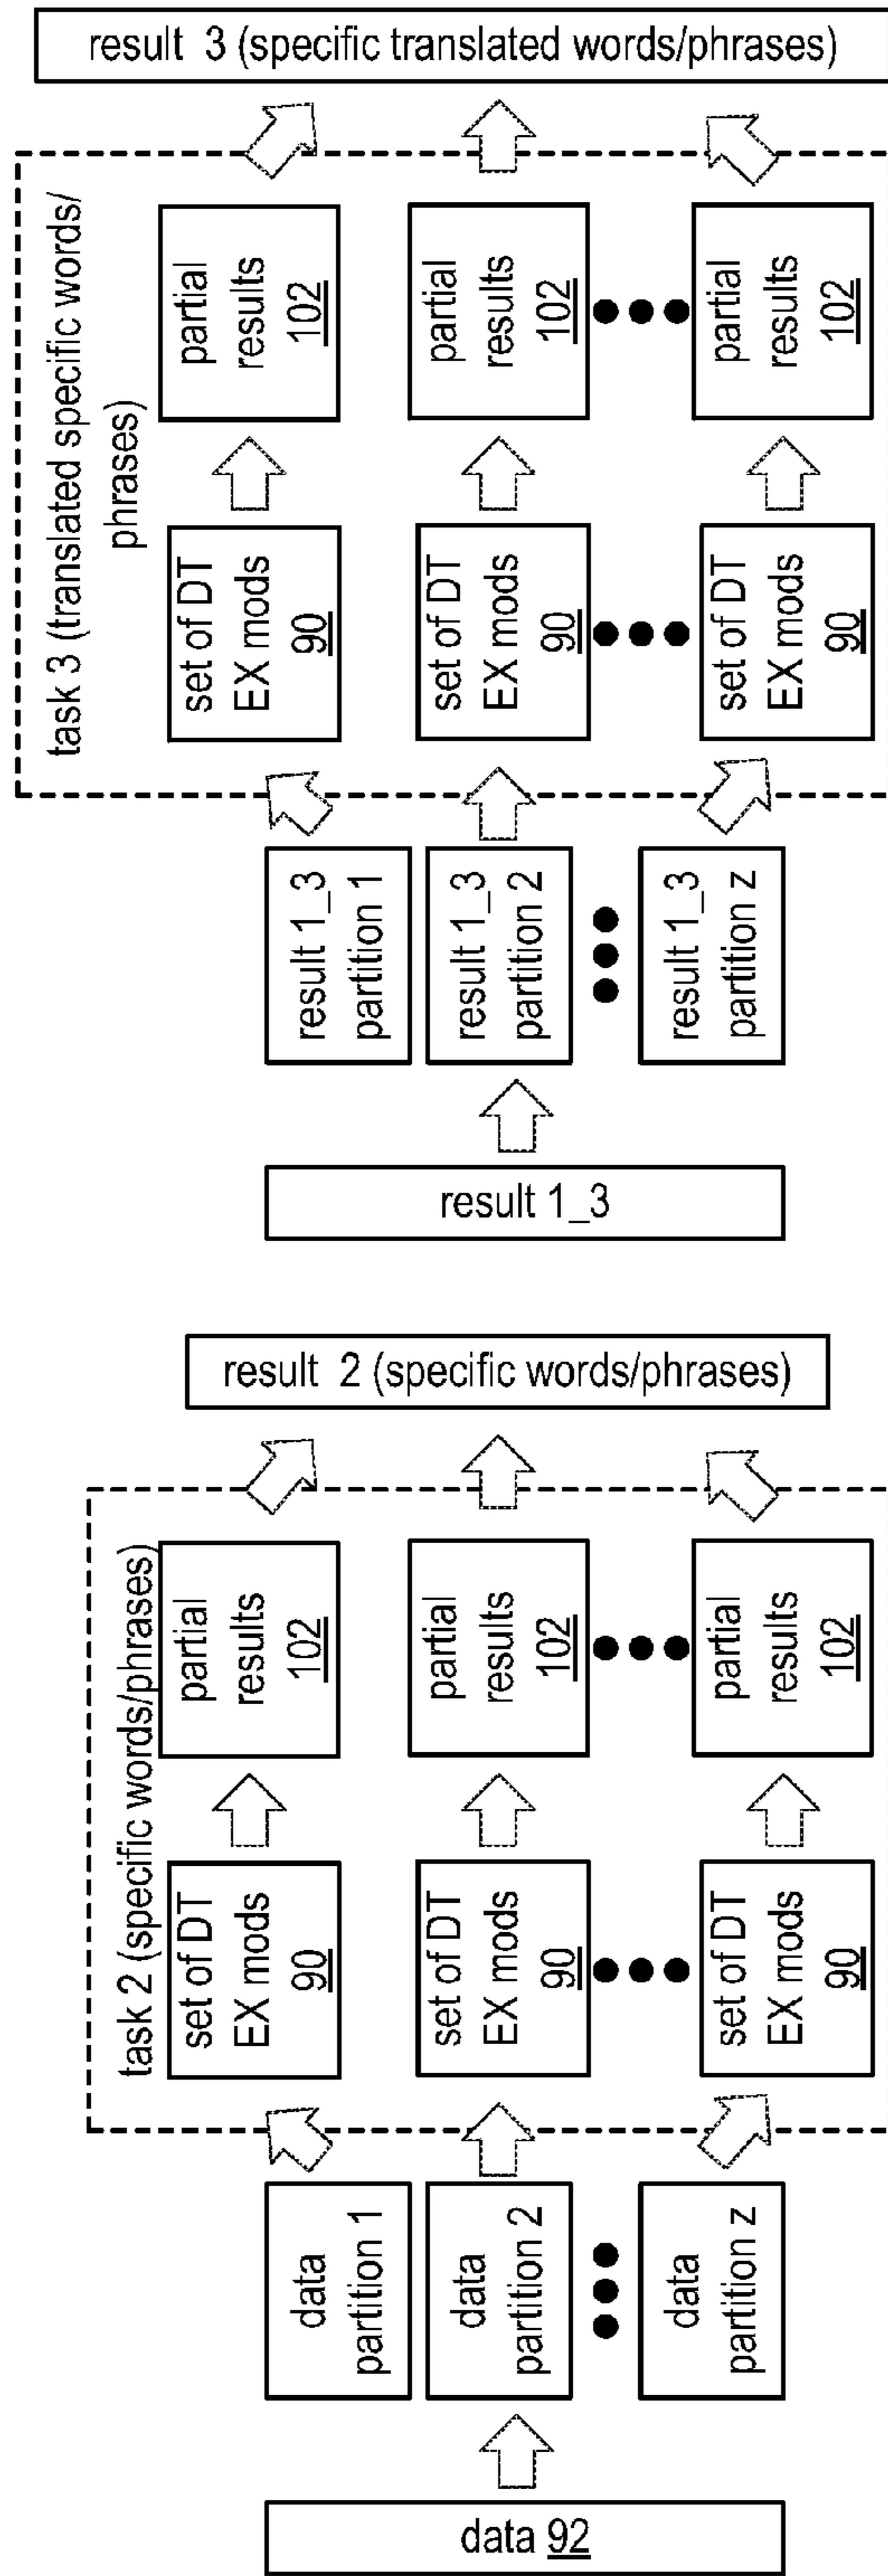 data 92
data
partition 1
data
partition 2
data
partition z
task 2 (specific words/phrases)
set of DT
EX mods
90
partial
results
102
set of DT
EX mods
90
partial
results
102
set of DT
EX mods
90
partial
results
102
result 2 (specific words/phrases)
result 1_3
result 1_3
partition 1
result 1_3
partition 2
result 1_3
partition z
task 3 (translated specific words/
phrases)
set of DT
EX mods
90
partial
results
102
set of DT
EX mods
90
partial
results
102
set of DT
EX mods
90
partial
results
102
result 3 (specific translated words/phrases)